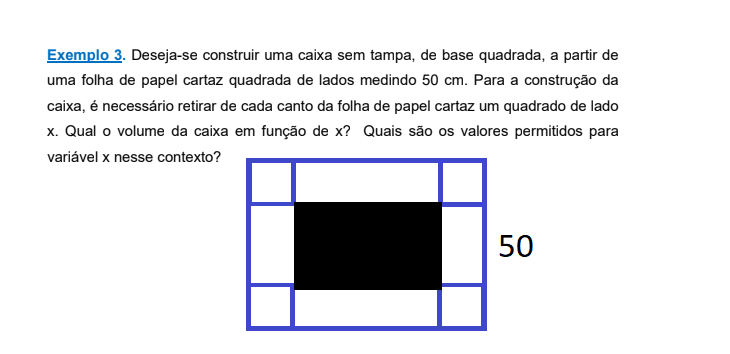 Exemplo 3. Deseja-se construir uma caixa sem tampa, de base quadrada, a partir de
uma folha de papel cartaz quadrada de lados medindo 50 cm. Para a construção da
caixa, é necessário retirar de cada canto da folha de papel cartaz um quadrado de lado
x. Qual o volume da caixa em função de x? Quais são os valores permitidos para
variável x nesse contexto?
50